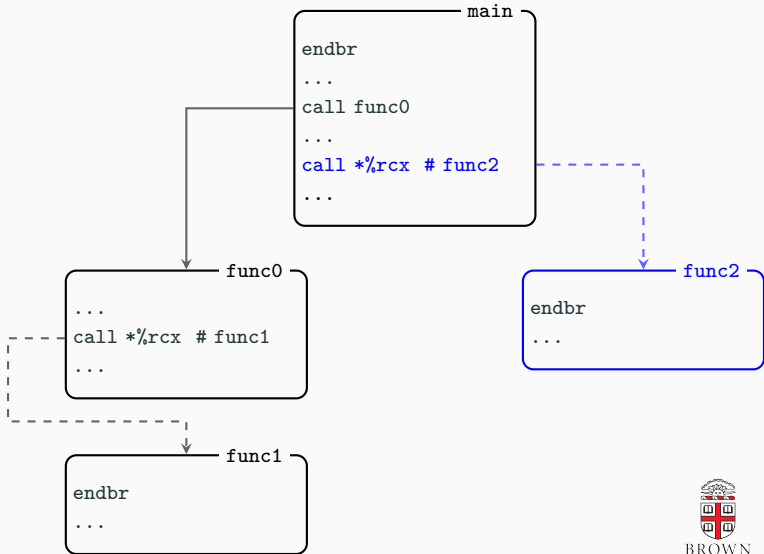 main
endbr
...
call func0
...
call *%rcx # func2
...
func0
...
call *%rcx # func1
...
func2
endbr
...
func1
endbr
...
BROWN